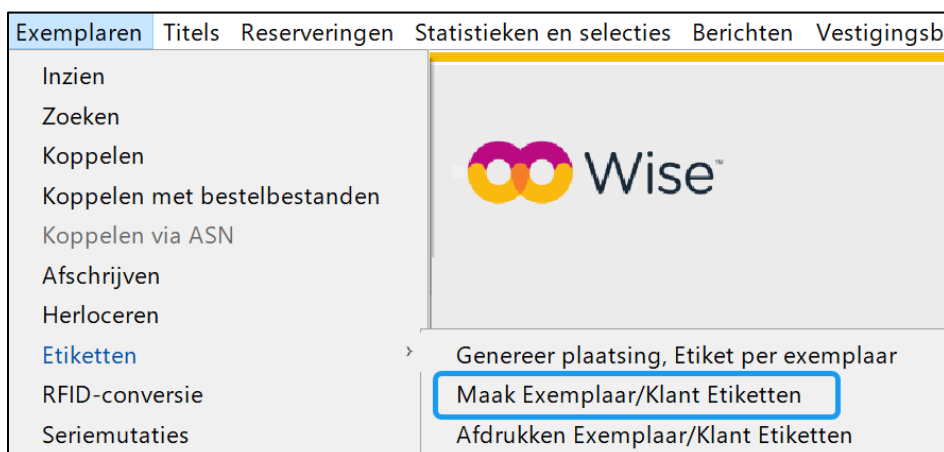 Exemplaren Titels Reserveringen Statistieken en selecties Berichten Vestigingsb
Inzien
Zoeken
Koppelen
Koppelen met bestelbestanden
Koppelen via ASN
Afschrijven
Herloceren
Etiketten ›
RFID-conversie
Seriemutaties
Wise™
Genereer plaatsing, Etiket per exemplaar
Maak Exemplaar/Klant Etiketten
Afdrukken Exemplaar/Klant Etiketten